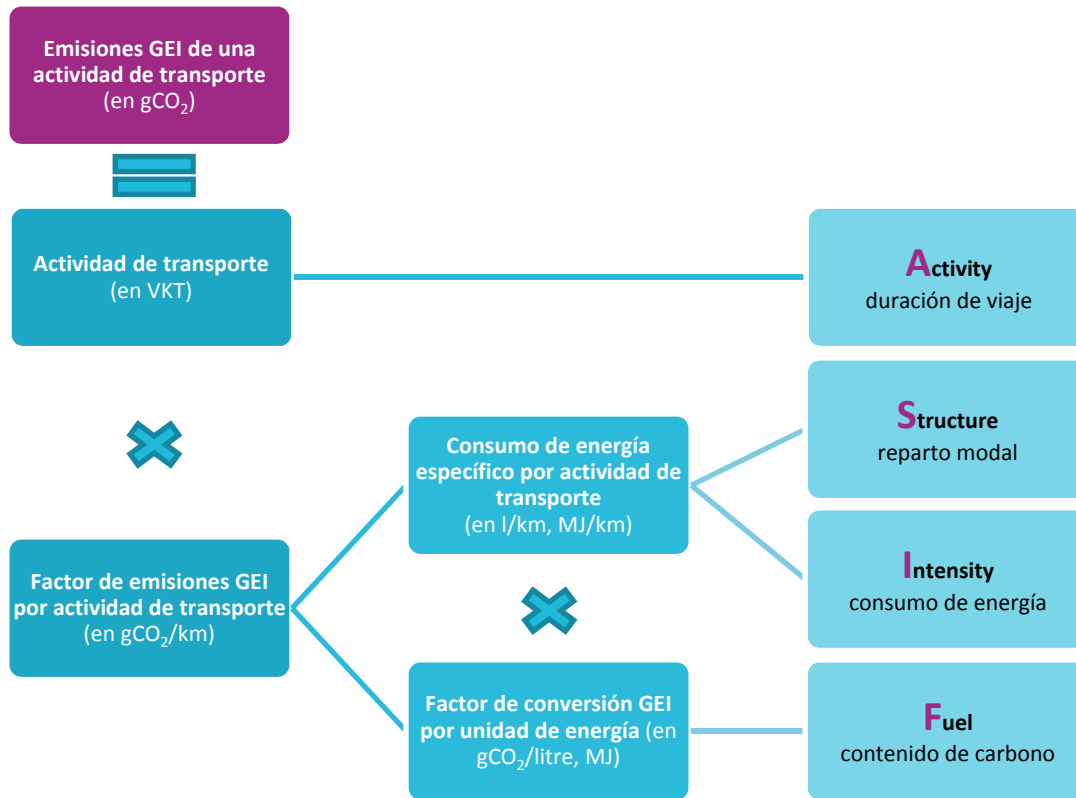 Emisiones GEI de una
actividad de transporte
(en gCO₂)
Actividad de transporte
(en VKT)
Activity
duración de viaje
Structure
reparto modal
Consumo de energía
específico por actividad de
transporte
(en l/km, MJ/km)
Intensity
consumo de energía
Factor de emisiones GEI
por actividad de transporte
(en gCO₂/km)
Factor de conversión GEI
por unidad de energía (en
gCO₂/litre, MJ)
Fuel
contenido de carbono